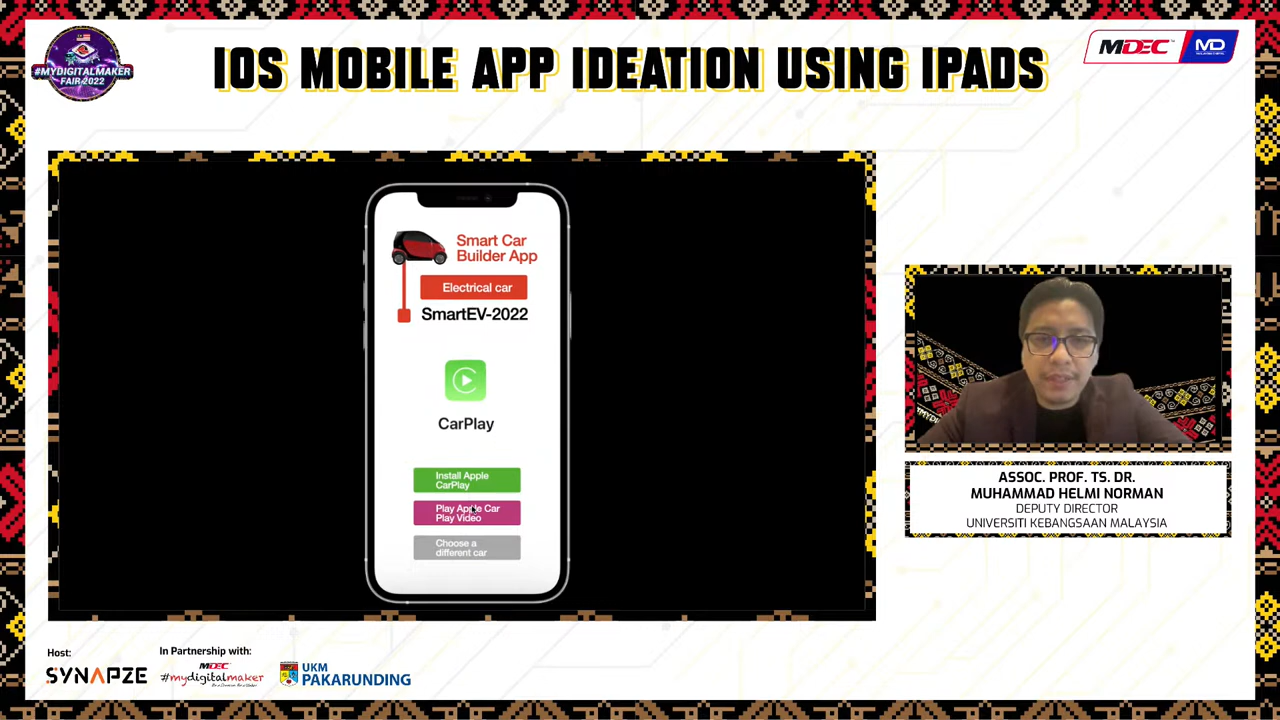 #MYDIGITALMAKER
FAIR 2022
IOS MOBILE APP IDEATION USING IPADS
MDEC
MD
Smart Car
Builder App
Electrical car
SmartEV-2022
CarPlay
Install Apple
CarPlay
Play Apple Car
Play Video
Choose a
different car
ASSOC. PROF. TS. DR.
MUHAMMAD HELMI NORMAN
DEPUTY DIRECTOR
UNIVERSITI KEBANGSAAN MALAYSIA
Host:
SYNAPZE
In Partnership with:
MDEC
#mydigitalmaker
UKM
PAKARUNDING